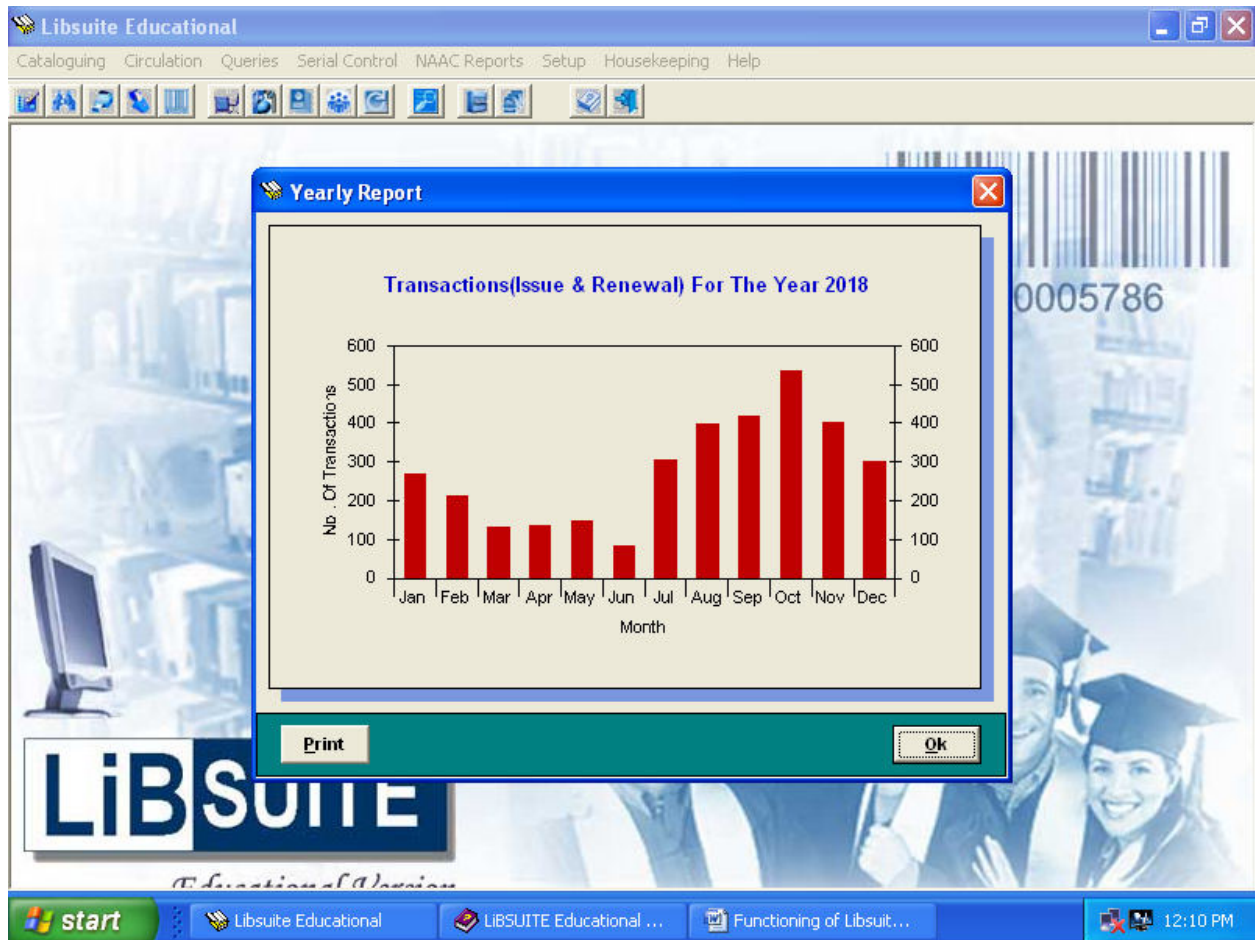 Libsuite Educational
Cataloguing Circulation Queries Serial Control NAAC Reports Setup Housekeeping Help
Yearly Report
0005786
Transactions(Issue & Renewal) For The Year 2018
No. Of Transactions
600 600
500 500
400 400
300 300
200 200
100 100
0 0
Jan Feb Mar Apr May Jun Jul Aug Sep Oct Nov Dec
Month
Print Ok
LiBSUITE
Educational Version
start Libsuite Educational LiBSUITE Educational ... Functioning of Libsuit... 12:10 PM